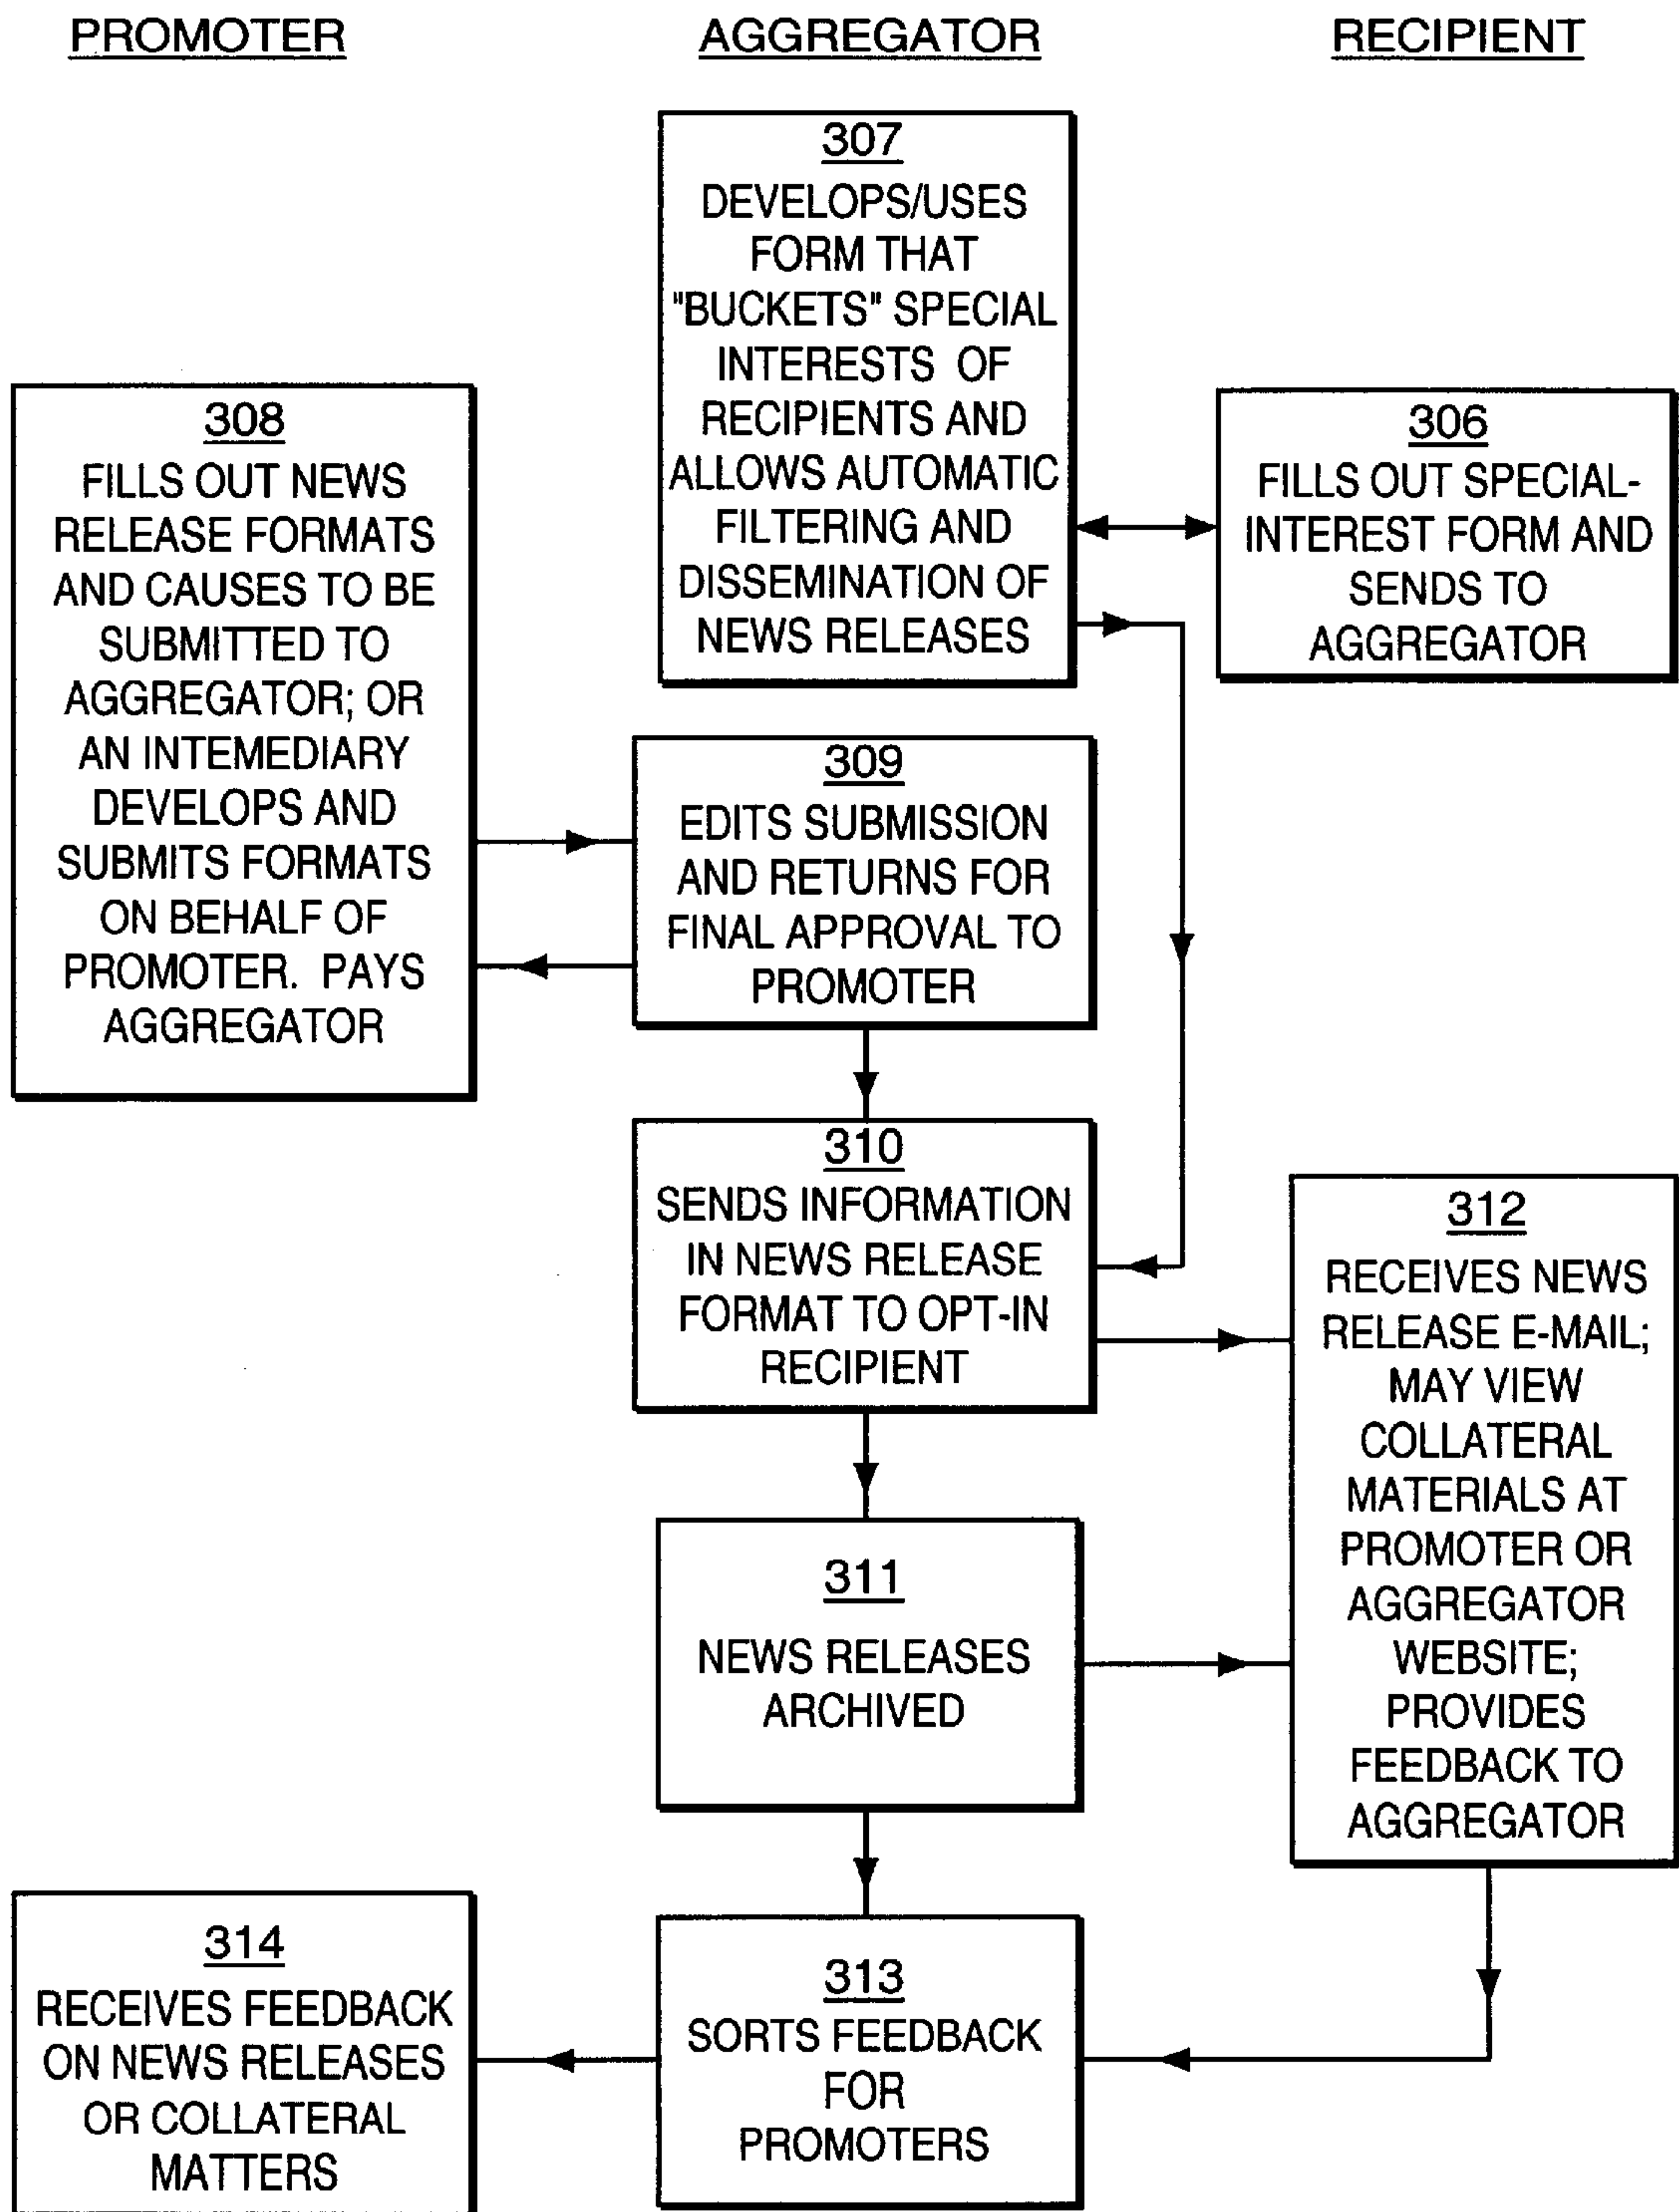 PROMOTER
AGGREGATOR
RECIPIENT
307
DEVELOPS/USES
FORM THAT
"BUCKETS" SPECIAL
INTERESTS OF
RECIPIENTS AND
ALLOWS AUTOMATIC
FILTERING AND
DISSEMINATION OF
NEWS RELEASES
306
FILLS OUT SPECIAL-
INTEREST FORM AND
SENDS TO
AGGREGATOR
308
FILLS OUT NEWS
RELEASE FORMATS
AND CAUSES TO BE
SUBMITTED TO
AGGREGATOR; OR
AN INTEMEDIARY
DEVELOPS AND
SUBMITS FORMATS
ON BEHALF OF
PROMOTER. PAYS
AGGREGATOR
309
EDITS SUBMISSION
AND RETURNS FOR
FINAL APPROVAL TO
PROMOTER
310
SENDS INFORMATION
IN NEWS RELEASE
FORMAT TO OPT-IN
RECIPIENT
312
RECEIVES NEWS
RELEASE E-MAIL;
MAY VIEW
COLLATERAL
MATERIALS AT
PROMOTER OR
AGGREGATOR
WEBSITE;
PROVIDES
FEEDBACK TO
AGGREGATOR
311
NEWS RELEASES
ARCHIVED
313
SORTS FEEDBACK
FOR
PROMOTERS
314
RECEIVES FEEDBACK
ON NEWS RELEASES
OR COLLATERAL
MATTERS